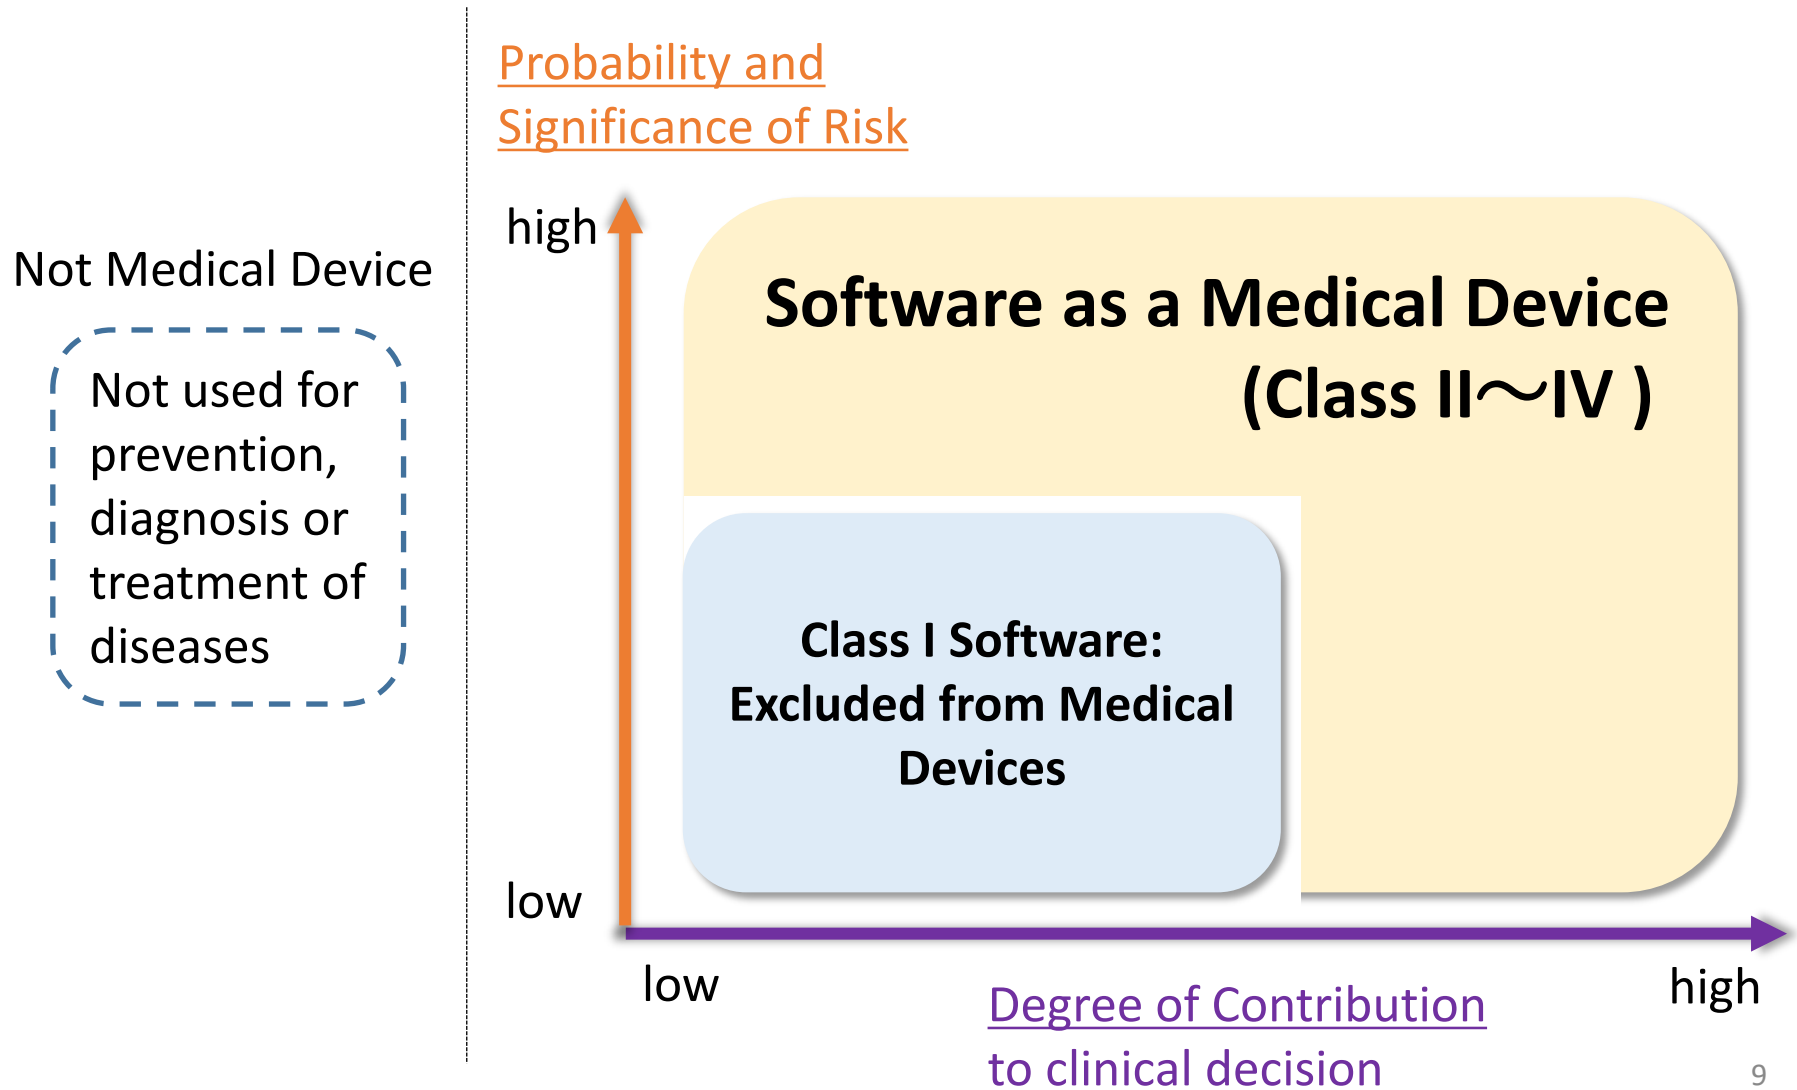 Not Medical Device
Not used for
prevention,
diagnosis or
treatment of
diseases
Probability and
Significance of Risk
high
Software as a Medical Device
(Class II～IV )
Class I Software:
Excluded from Medical
Devices
low
low
high
Degree of Contribution
to clinical decision
9